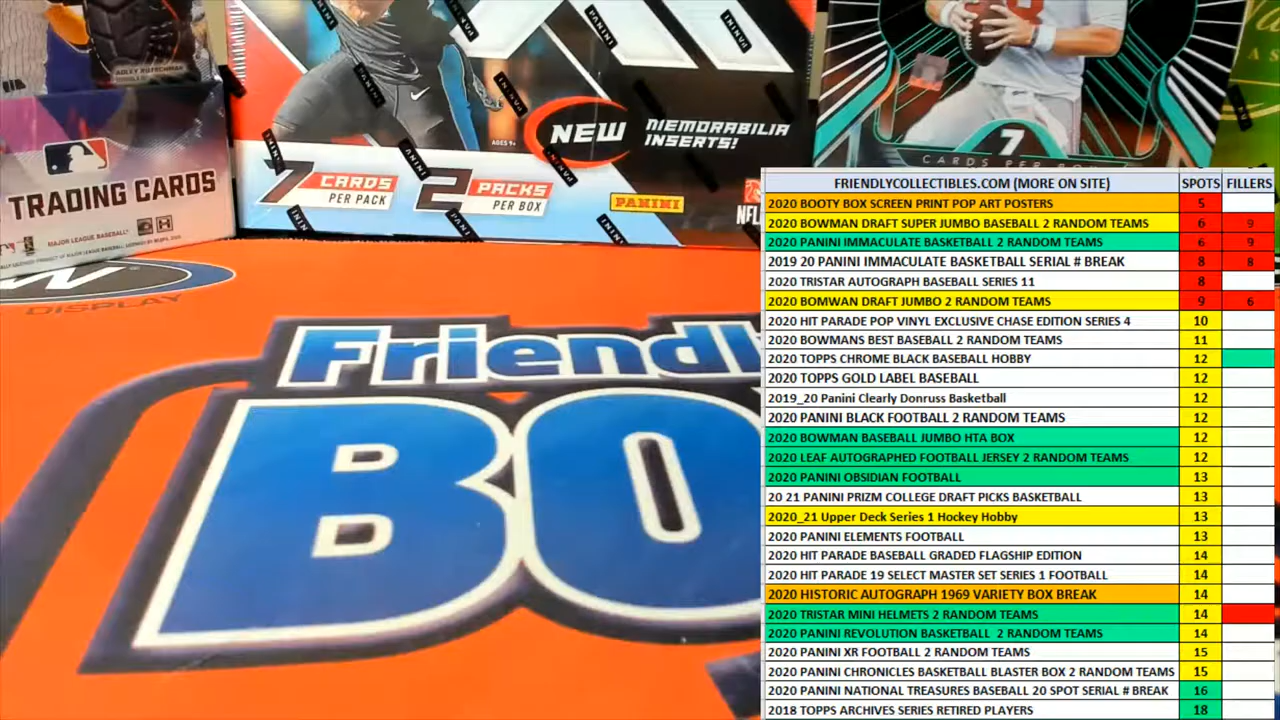 ADLEY RUTSCHMAN
TRADING CARDS
MAJOR LEAGUE BASEBALL
DISPLAY
NEW MEMORABILIA
INSERTS!
AGES 9+
7 CARDS PER PACK
2 PACKS PER BOX
PANINI
NFL
PANINI
PANINI
PANINI
PANINI
PANINI
PANINI
PANINI
PANINI
7
CARDS PER
Friendly
BO
FRIENDLYCOLLECTIBLES.COM (MORE ON SITE) SPOTS FILLERS
2020 BOOTY BOX SCREEN PRINT POP ART POSTERS 5
2020 BOWMAN DRAFT SUPER JUMBO BASEBALL 2 RANDOM TEAMS 6 9
2020 PANINI IMMACULATE BASKETBALL 2 RANDOM TEAMS 6 9
2019 20 PANINI IMMACULATE BASKETBALL SERIAL # BREAK 8 8
2020 TRISTAR AUTOGRAPH BASEBALL SERIES 11 8
2020 BOMWAN DRAFT JUMBO 2 RANDOM TEAMS 9 6
2020 HIT PARADE POP VINYL EXCLUSIVE CHASE EDITION SERIES 4 10
2020 BOWMANS BEST BASEBALL 2 RANDOM TEAMS 11
2020 TOPPS CHROME BLACK BASEBALL HOBBY 12
2020 TOPPS GOLD LABEL BASEBALL 12
2019_20 Panini Clearly Donruss Basketball 12
2020 PANINI BLACK FOOTBALL 2 RANDOM TEAMS 12
2020 BOWMAN BASEBALL JUMBO HTA BOX 12
2020 LEAF AUTOGRAPHED FOOTBALL JERSEY 2 RANDOM TEAMS 12
2020 PANINI OBSIDIAN FOOTBALL 13
20 21 PANINI PRIZM COLLEGE DRAFT PICKS BASKETBALL 13
2020_21 Upper Deck Series 1 Hockey Hobby 13
2020 PANINI ELEMENTS FOOTBALL 13
2020 HIT PARADE BASEBALL GRADED FLAGSHIP EDITION 14
2020 HIT PARADE 19 SELECT MASTER SET SERIES 1 FOOTBALL 14
2020 HISTORIC AUTOGRAPH 1969 VARIETY BOX BREAK 14
2020 TRISTAR MINI HELMETS 2 RANDOM TEAMS 14
2020 PANINI REVOLUTION BASKETBALL 2 RANDOM TEAMS 14
2020 PANINI XR FOOTBALL 2 RANDOM TEAMS 15
2020 PANINI CHRONICLES BASKETBALL BLASTER BOX 2 RANDOM TEAMS 15
2020 PANINI NATIONAL TREASURES BASEBALL 20 SPOT SERIAL # BREAK 16
2018 TOPPS ARCHIVES SERIES RETIRED PLAYERS 18